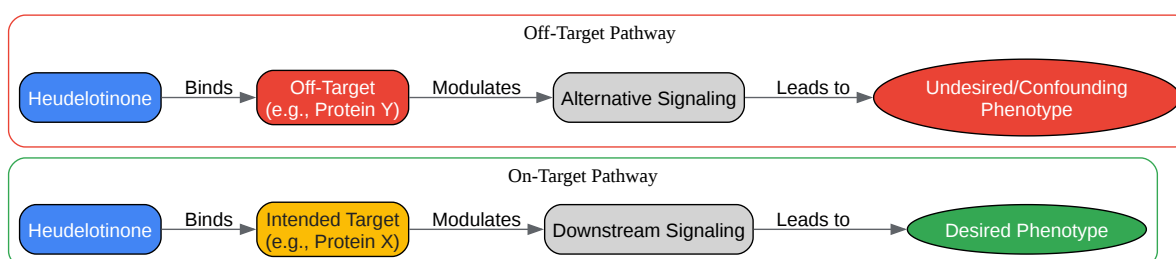 Off-Target Pathway
Heudelotinone
Binds
Off-Target
(e.g., Protein Y)
Modulates
Alternative Signaling
Leads to
Undesired/Confounding
Phenotype
On-Target Pathway
Heudelotinone
Binds
Intended Target
(e.g., Protein X)
Modulates
Downstream Signaling
Leads to
Desired Phenotype